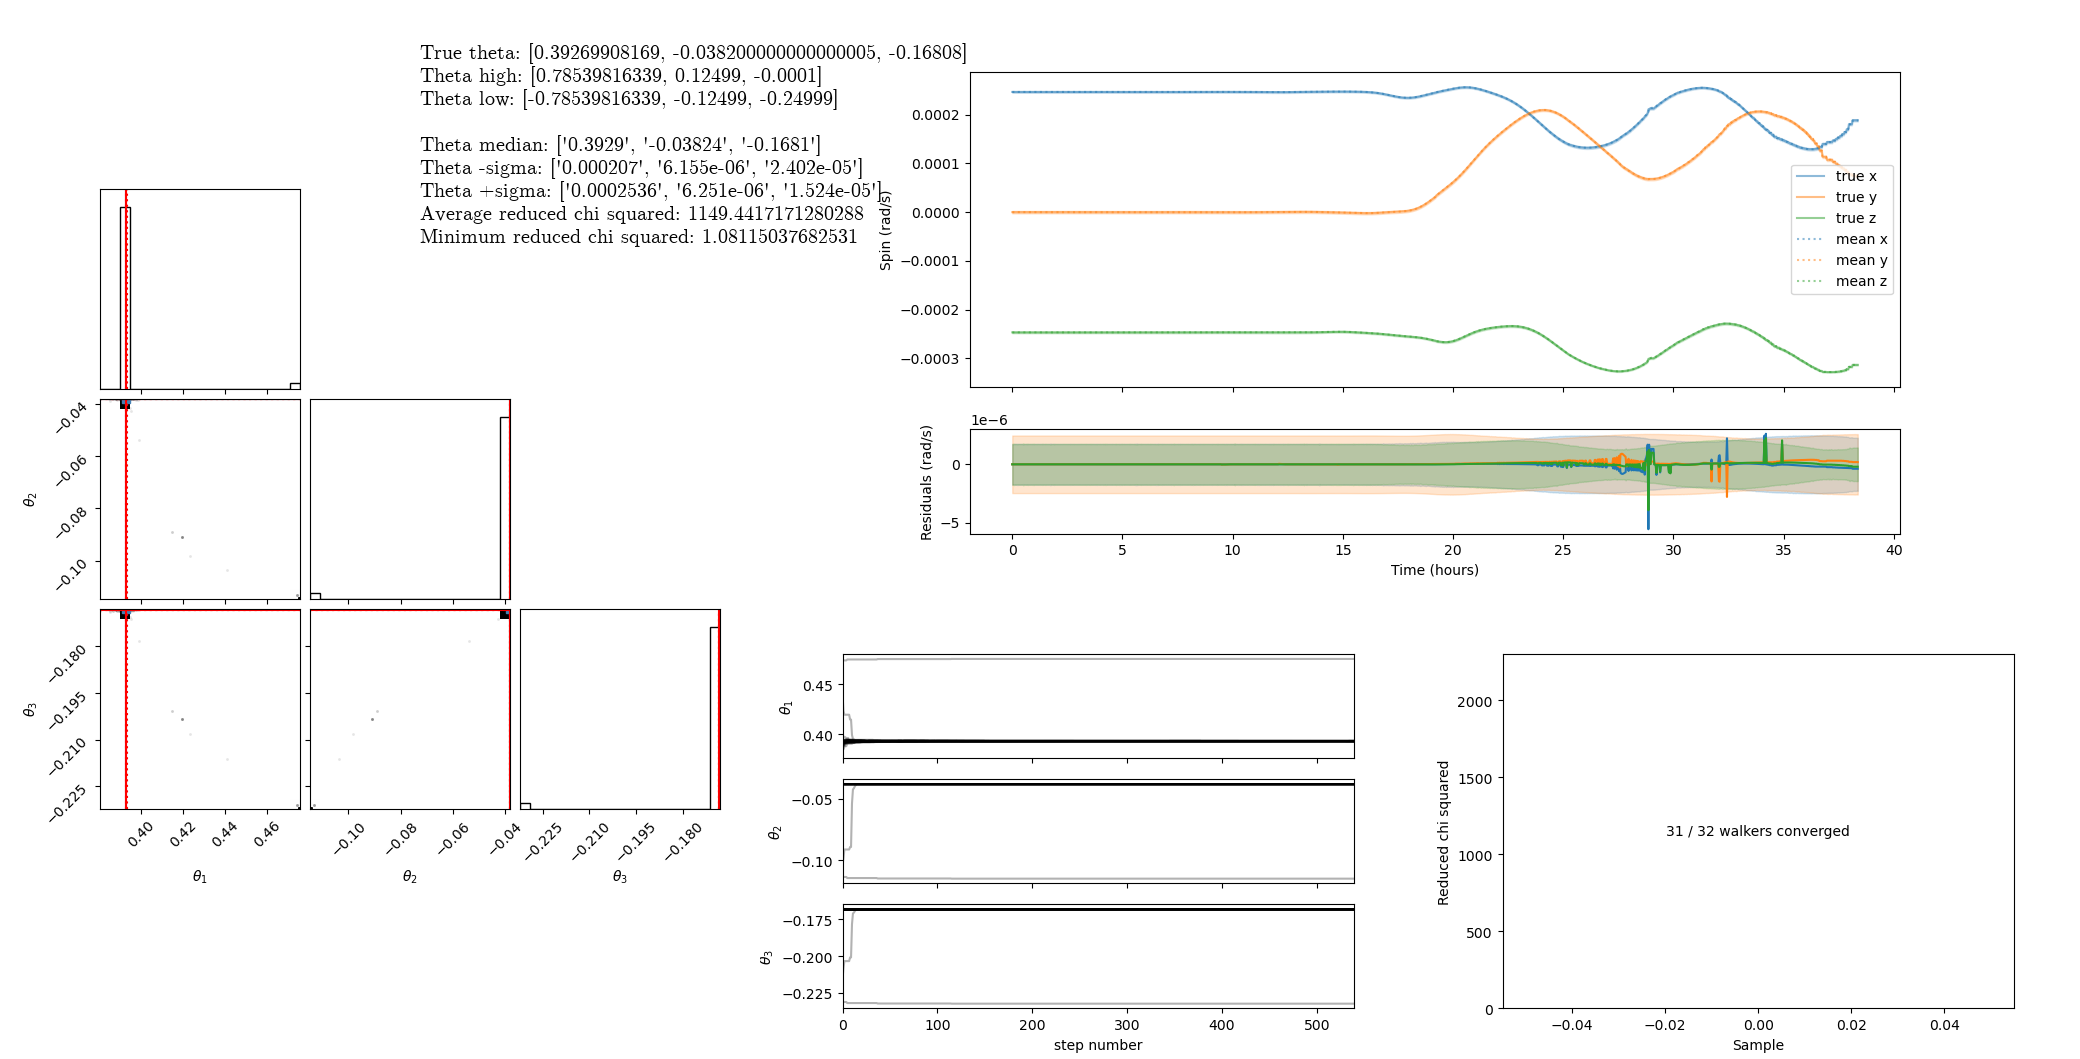 True theta: [0.39269908169, -0.038200000000000005, -0.16808]
Theta high: [0.78539816339, 0.12499, -0.0001]
Theta low: [-0.78539816339, -0.12499, -0.24999]
Theta median: ['0.3929', '-0.03824', '-0.1681']
Theta -sigma: ['0.000207', '6.155e-06', '2.402e-05']
Theta +sigma: ['0.0002536', '6.251e-06', '1.524e-05']
Average reduced chi squared: 1149.4417171280288
Minimum reduced chi squared: 1.08115037682531
0.0002
0.0001
0.0000
−0.0001
−0.0002
−0.0003
Spin (rad/s)
true x
true y
true z
mean x
mean y
mean z
1e−6
0
−5
Residuals (rad/s)
0 5 10 15 20 25 30 35 40
Time (hours)
−0.04
−0.06
−0.08
−0.10
θ2
−0.180
−0.195
−0.210
−0.225
θ3
0.40 0.42 0.44 0.46
θ1
−0.10 −0.08 −0.06 −0.04
θ2
−0.225 −0.210 −0.195 −0.180
θ3
0.45
0.40
θ1
−0.05
−0.10
θ2
−0.175
−0.200
−0.225
θ3
0 100 200 300 400 500
step number
2000
1500
1000
500
0
Reduced chi squared
31 / 32 walkers converged
−0.04 −0.02 0.00 0.02 0.04
Sample